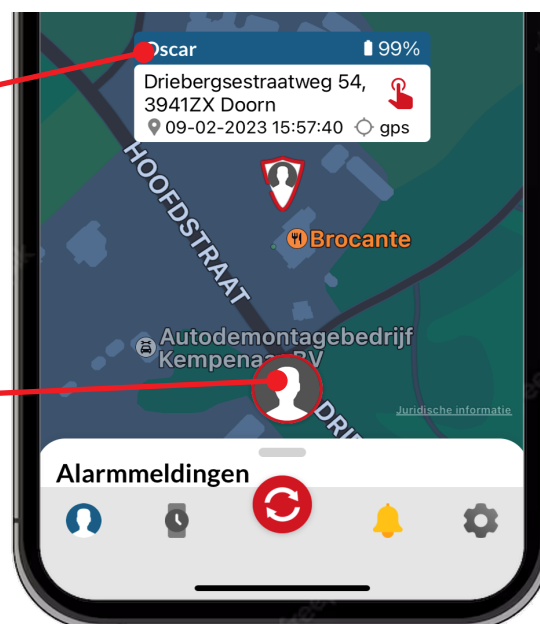 Oscar 99%
Driebergsestraatweg 54,
3941ZX Doorn
09-02-2023 15:57:40 gps
HOOFDSTRAAT
Brocante
Autodemontagebedrijf
BV
Juridische informatie
Alarmmeldingen